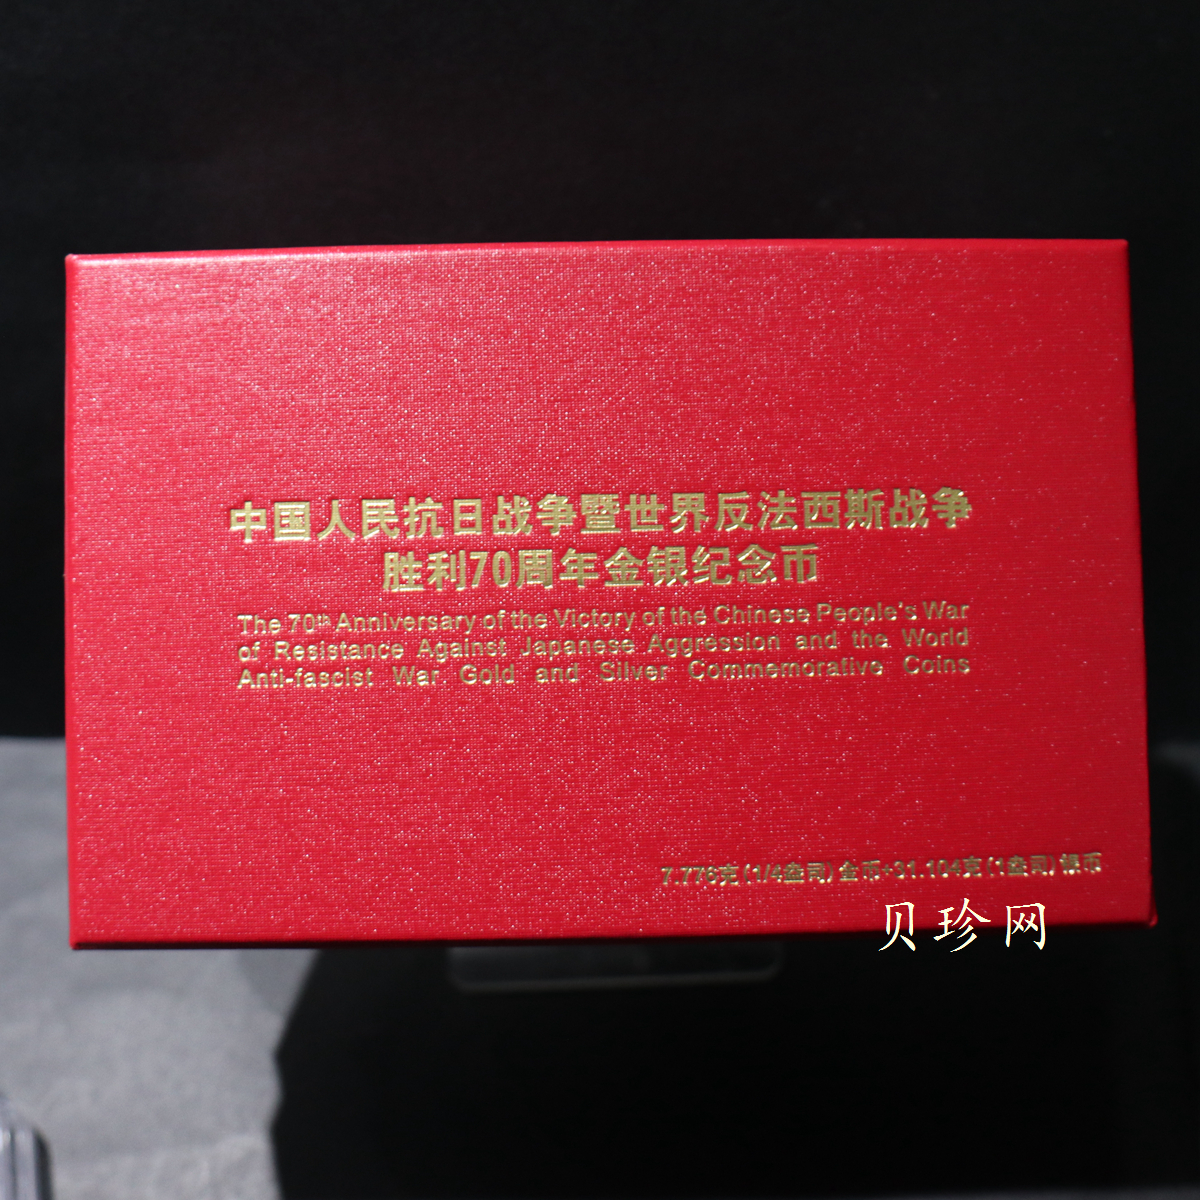 中国人民抗日战争暨世界反法西斯战争
胜利70周年金银纪念币
The 70th Anniversary of the Victory of the Chinese People's War
of Resistance Against Japanese Aggression and the World
Anti-fascist War Gold and Silver Commemorative Coins
7.776克(1/4盎司)金币+31.104克(1盎司)银币
贝珍网